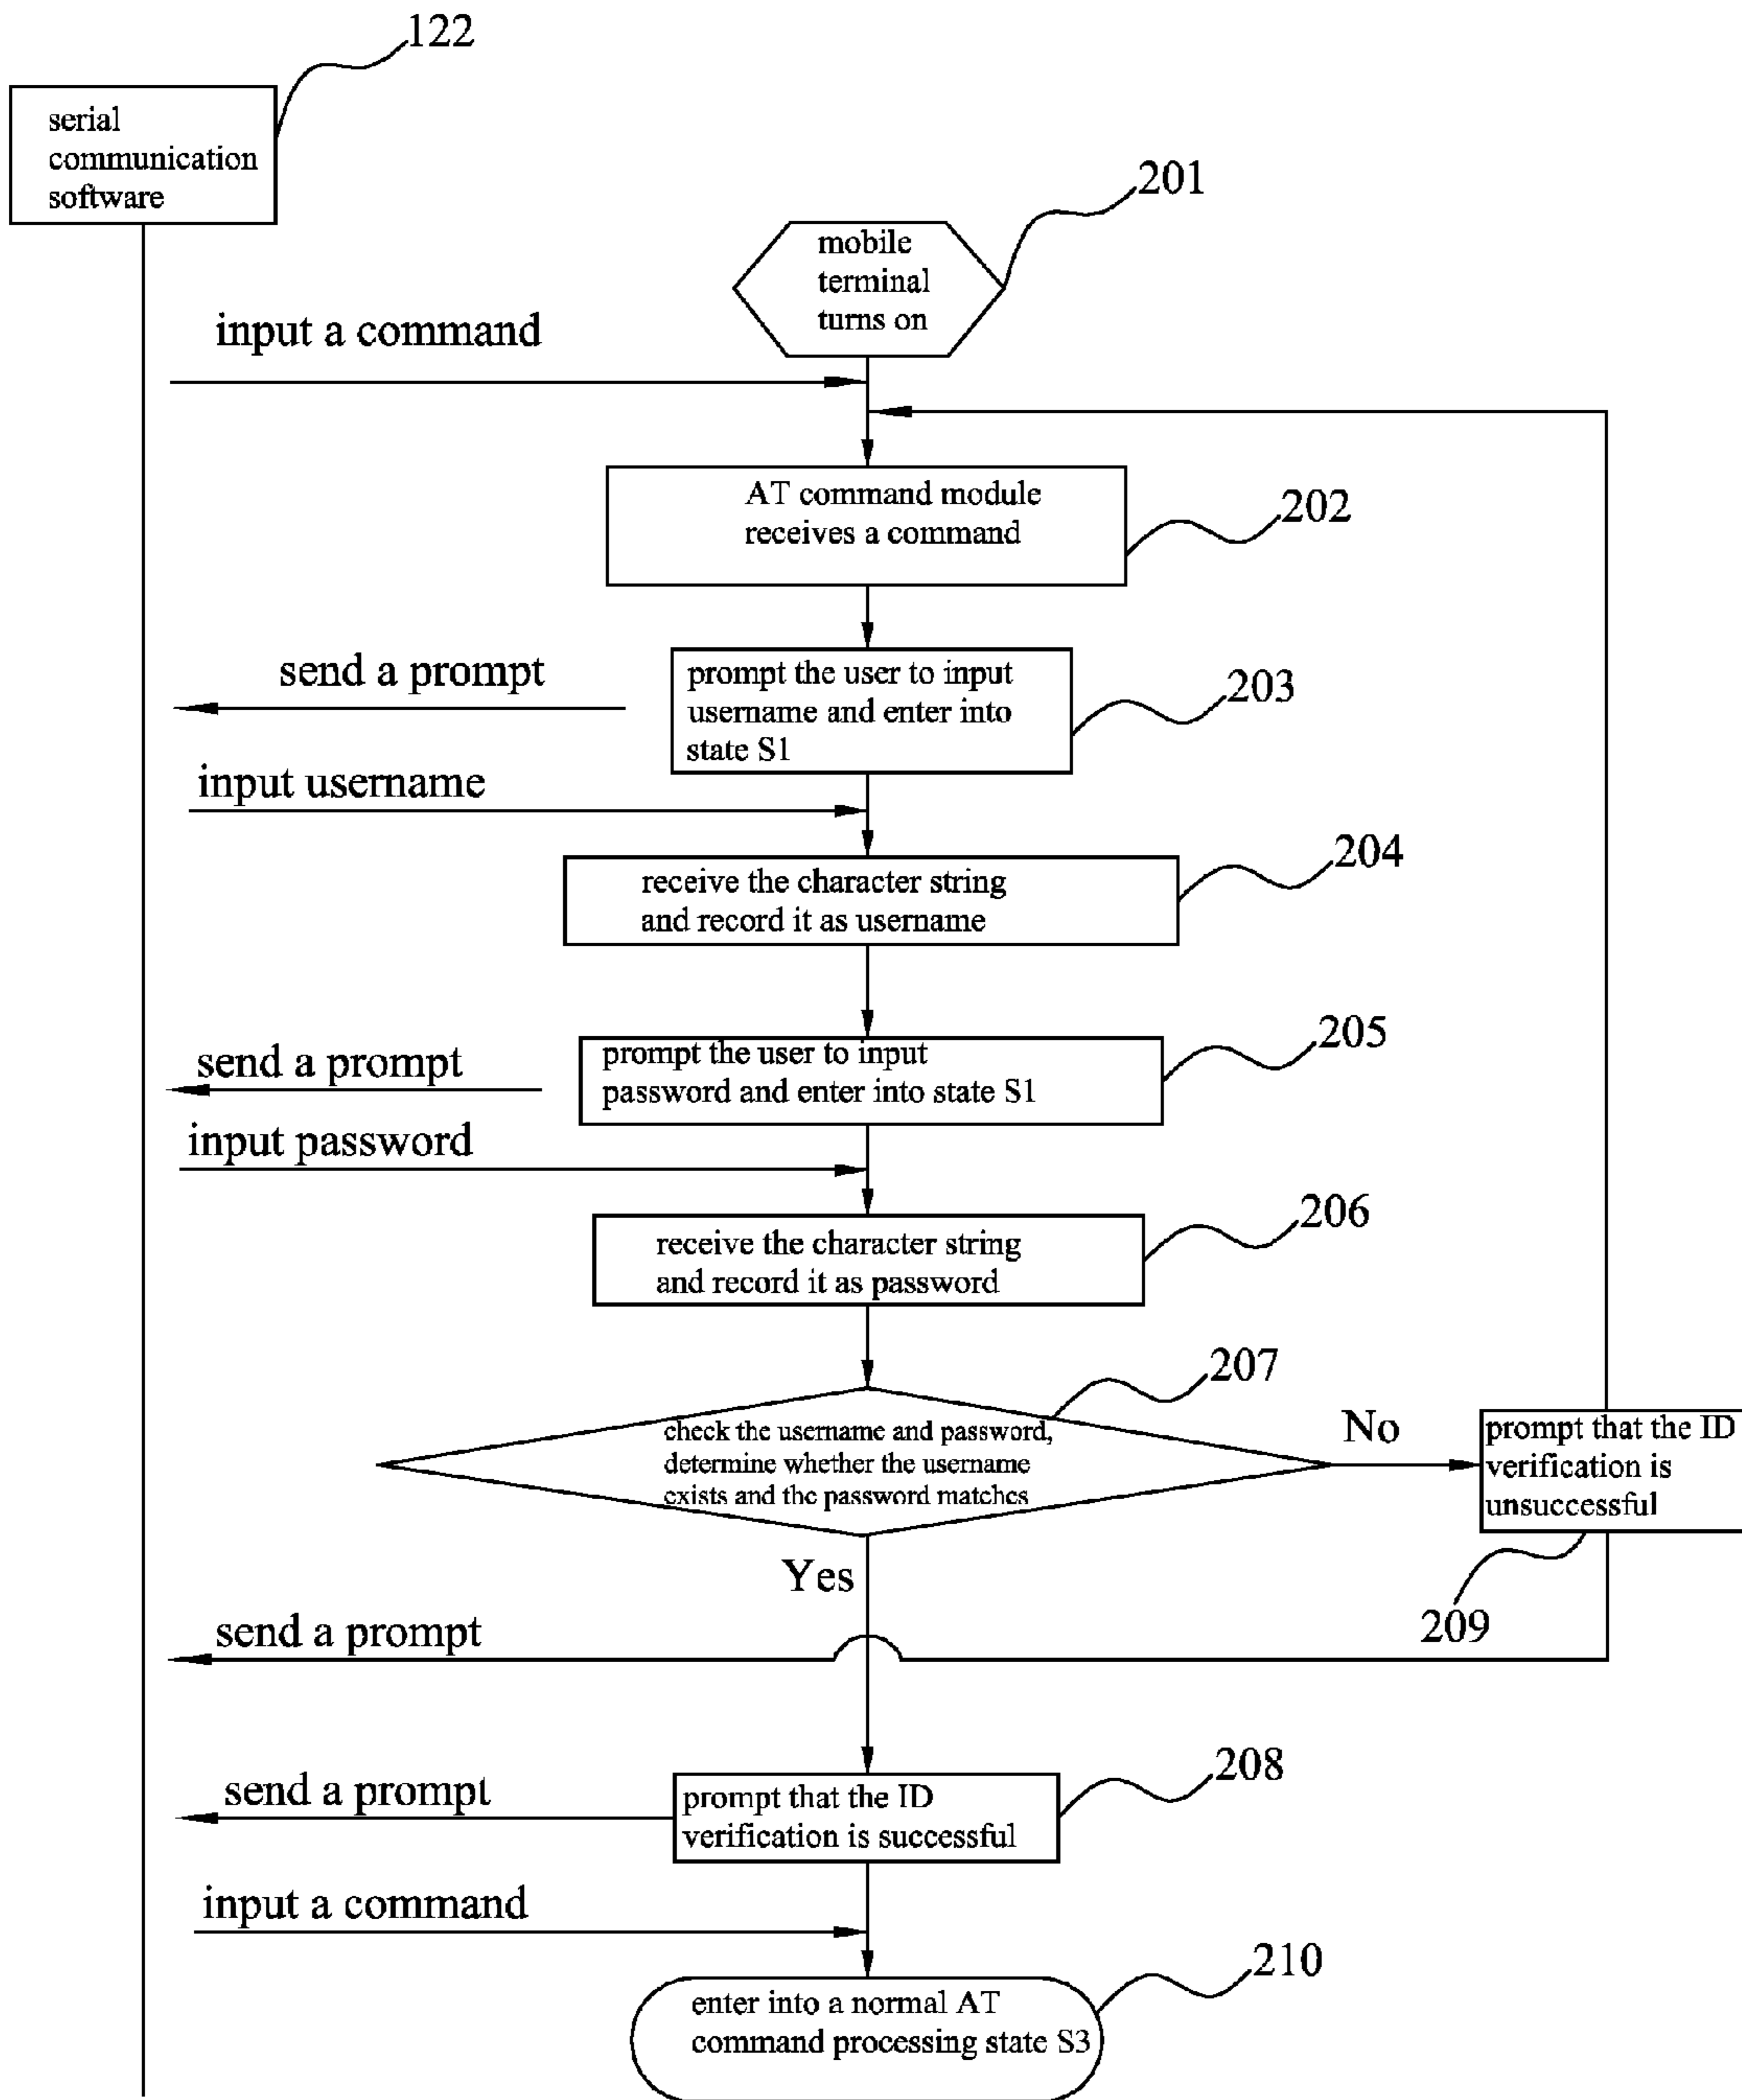 122
serial
communication
software
201
mobile
terminal
turns on
input a command
AT command module
receives a command
202
send a prompt
prompt the user to input
username and enter into
state S1
203
input username
receive the character string
and record it as username
204
send a prompt
prompt the user to input
password and enter into state S1
205
input password
receive the character string
and record it as password
206
207
check the username and password,
determine whether the username
exists and the password matches
No
prompt that the ID
verification is
unsuccessful
Yes
209
send a prompt
208
send a prompt
prompt that the ID
verification is successful
input a command
210
enter into a normal AT
command processing state S3